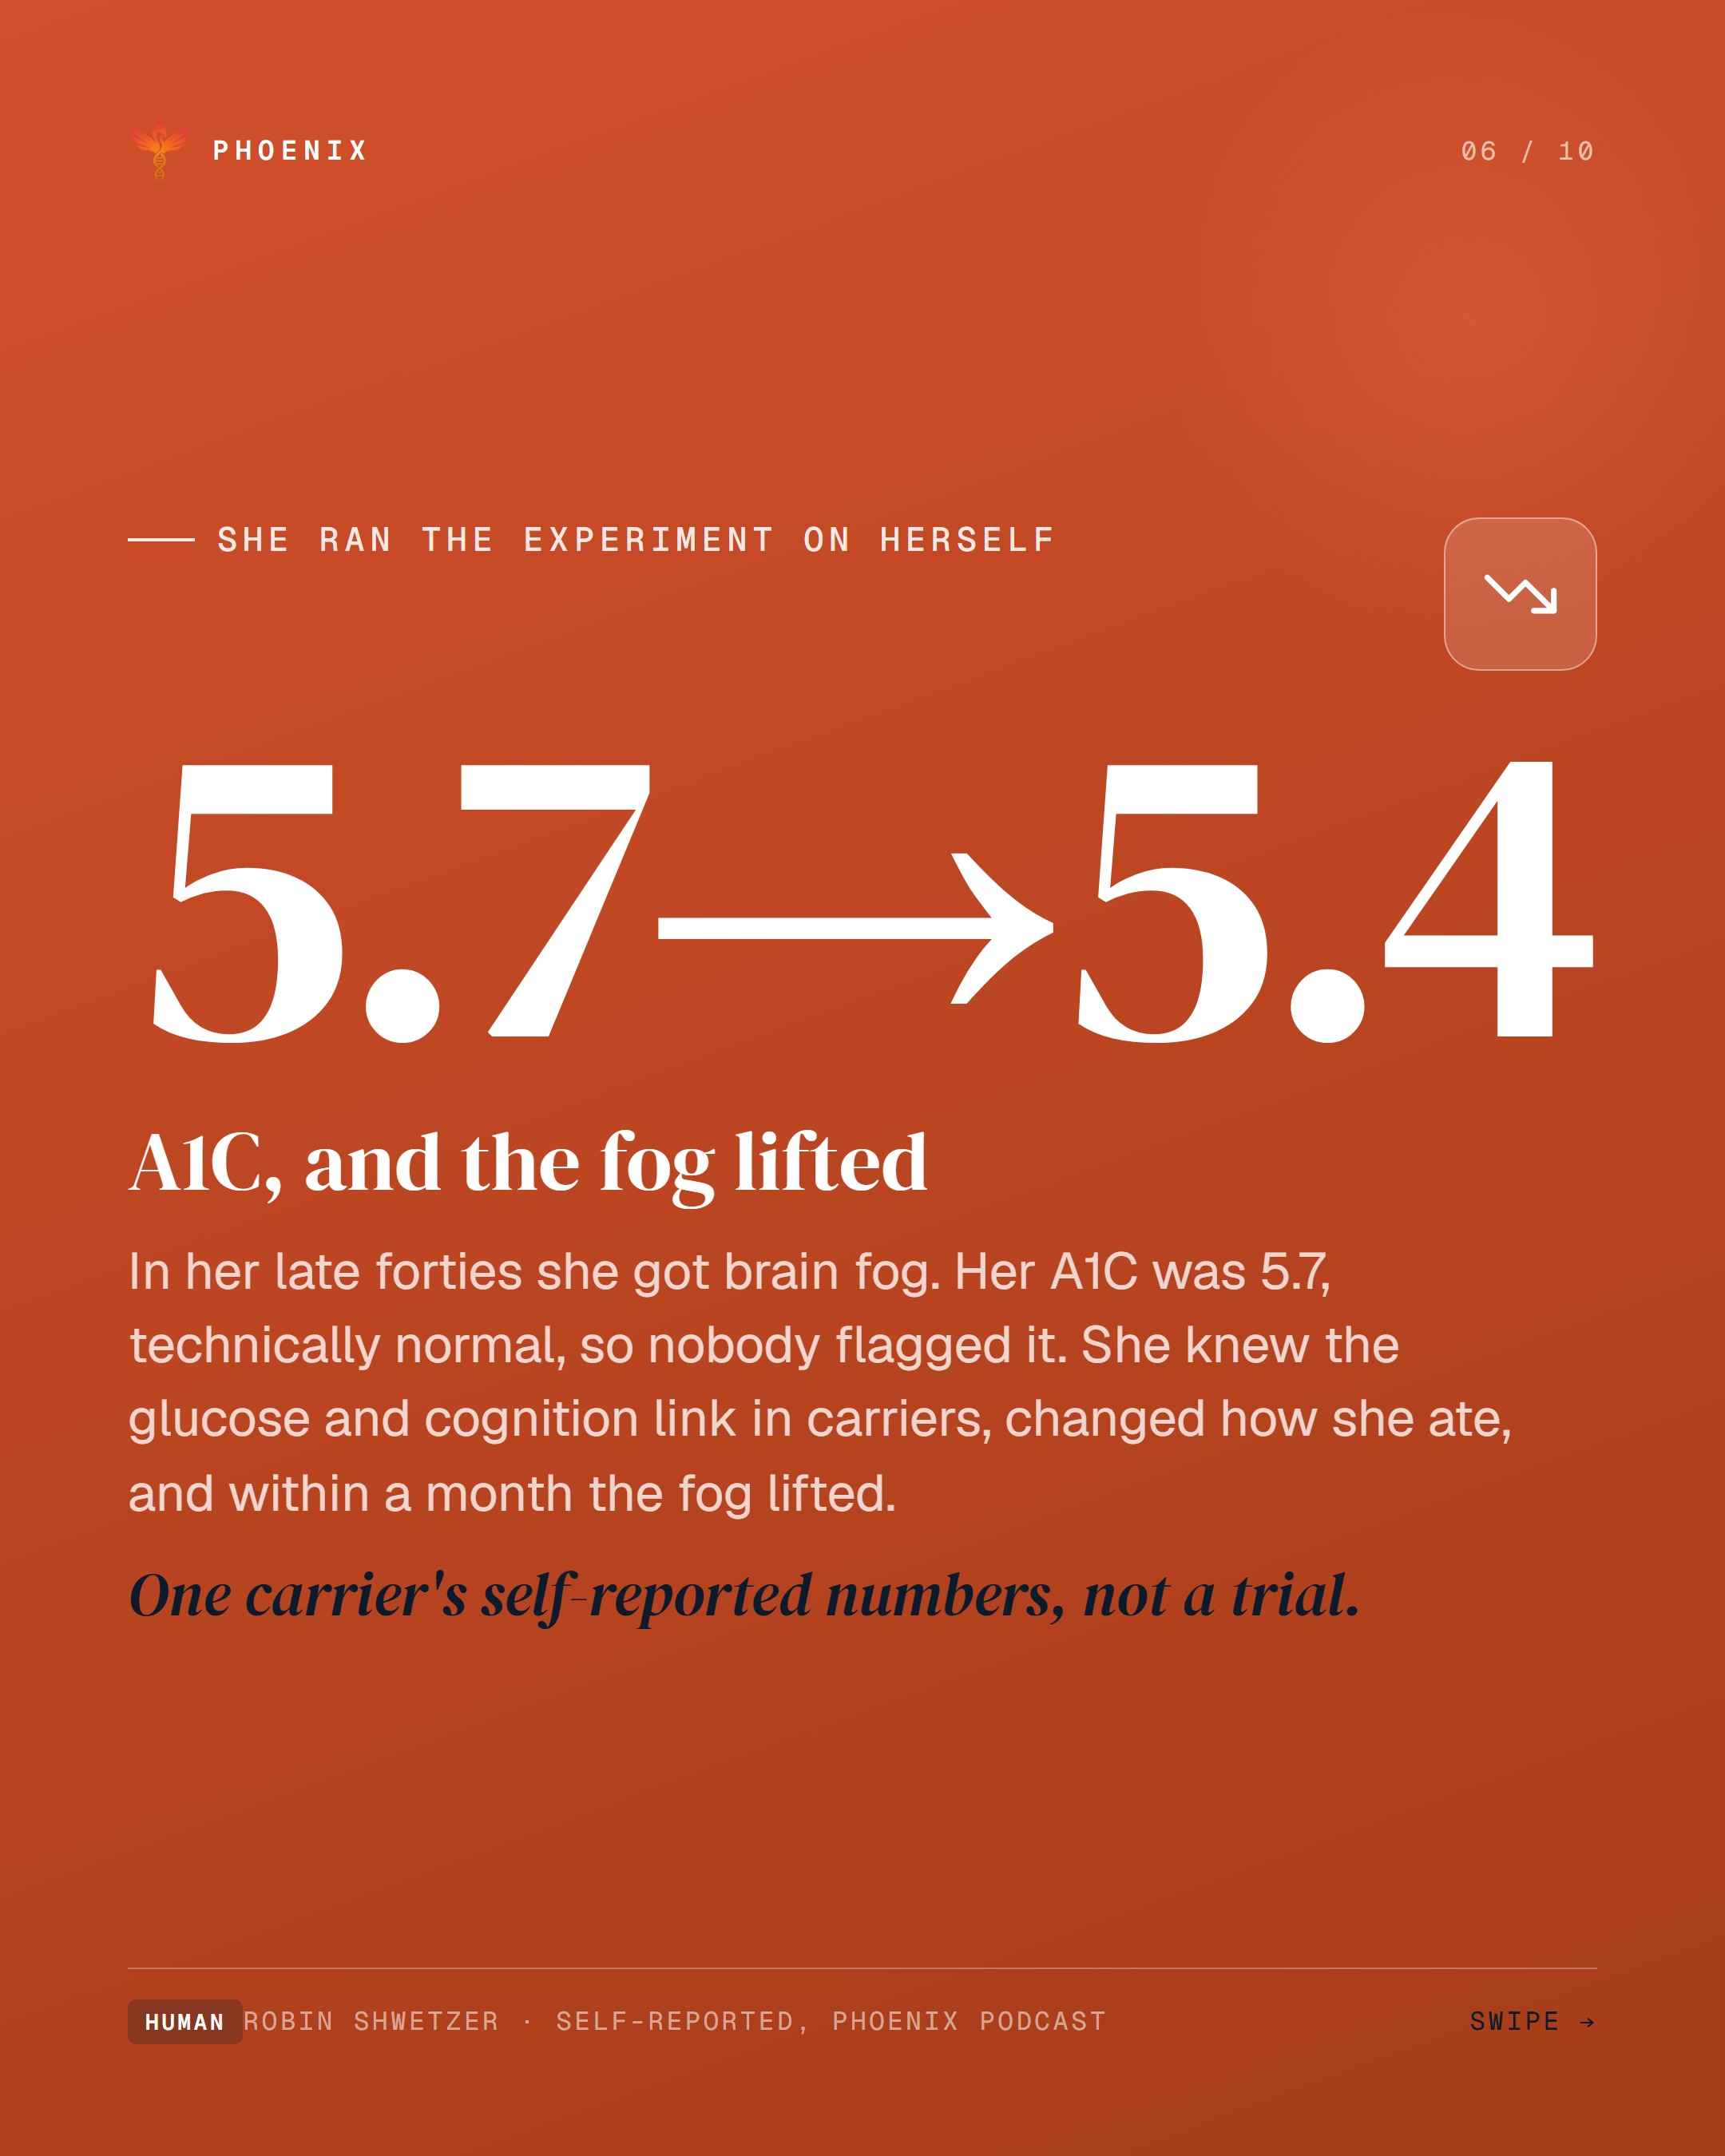 PHOENIX
06 / 10
SHE RAN THE EXPERIMENT ON HERSELF
5.7→5.4
A1C, and the fog lifted
In her late forties she got brain fog. Her A1C was 5.7,
technically normal, so nobody flagged it. She knew the
glucose and cognition link in carriers, changed how she ate,
and within a month the fog lifted.
One carrier's self-reported numbers, not a trial.
HUMAN ROBIN SHWETZER · SELF-REPORTED, PHOENIX PODCAST
SWIPE →